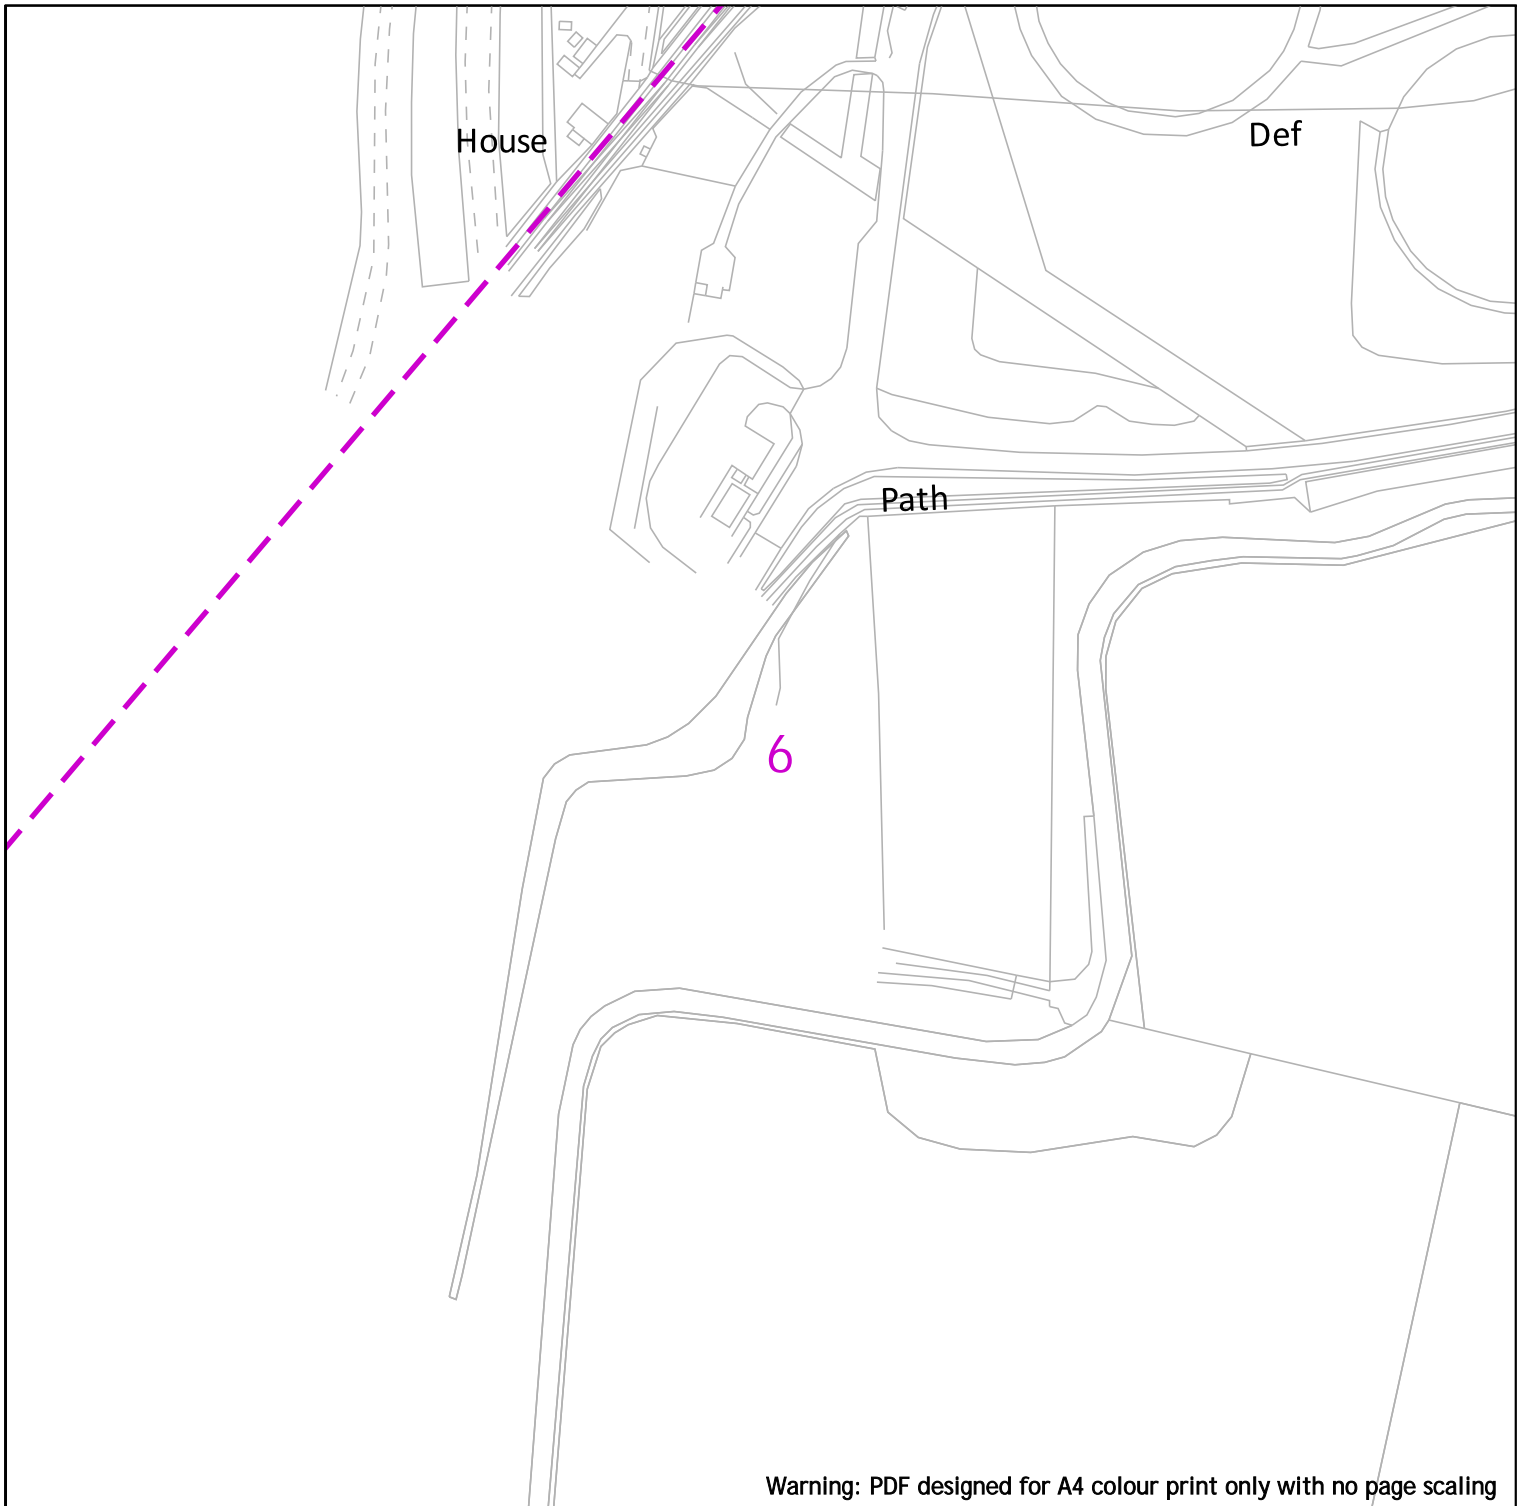 House
Def
Path
6
Warning: PDF designed for A4 colour print only with no page scaling